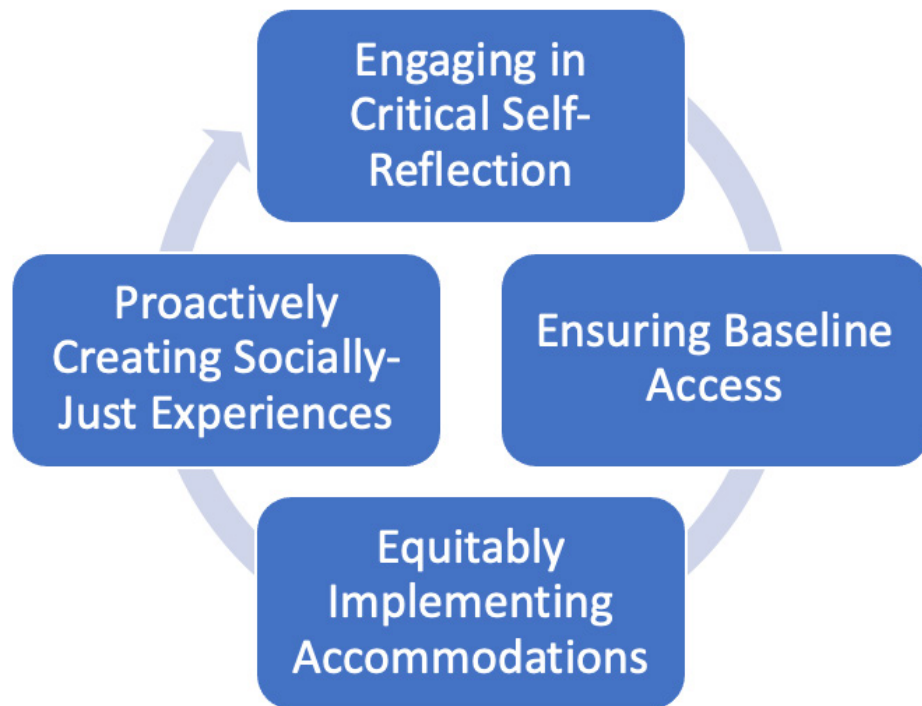 Engaging in
Critical Self-
Reflection
Ensuring Baseline
Access
Equitably
Implementing
Accommodations
Proactively
Creating Socially-
Just Experiences